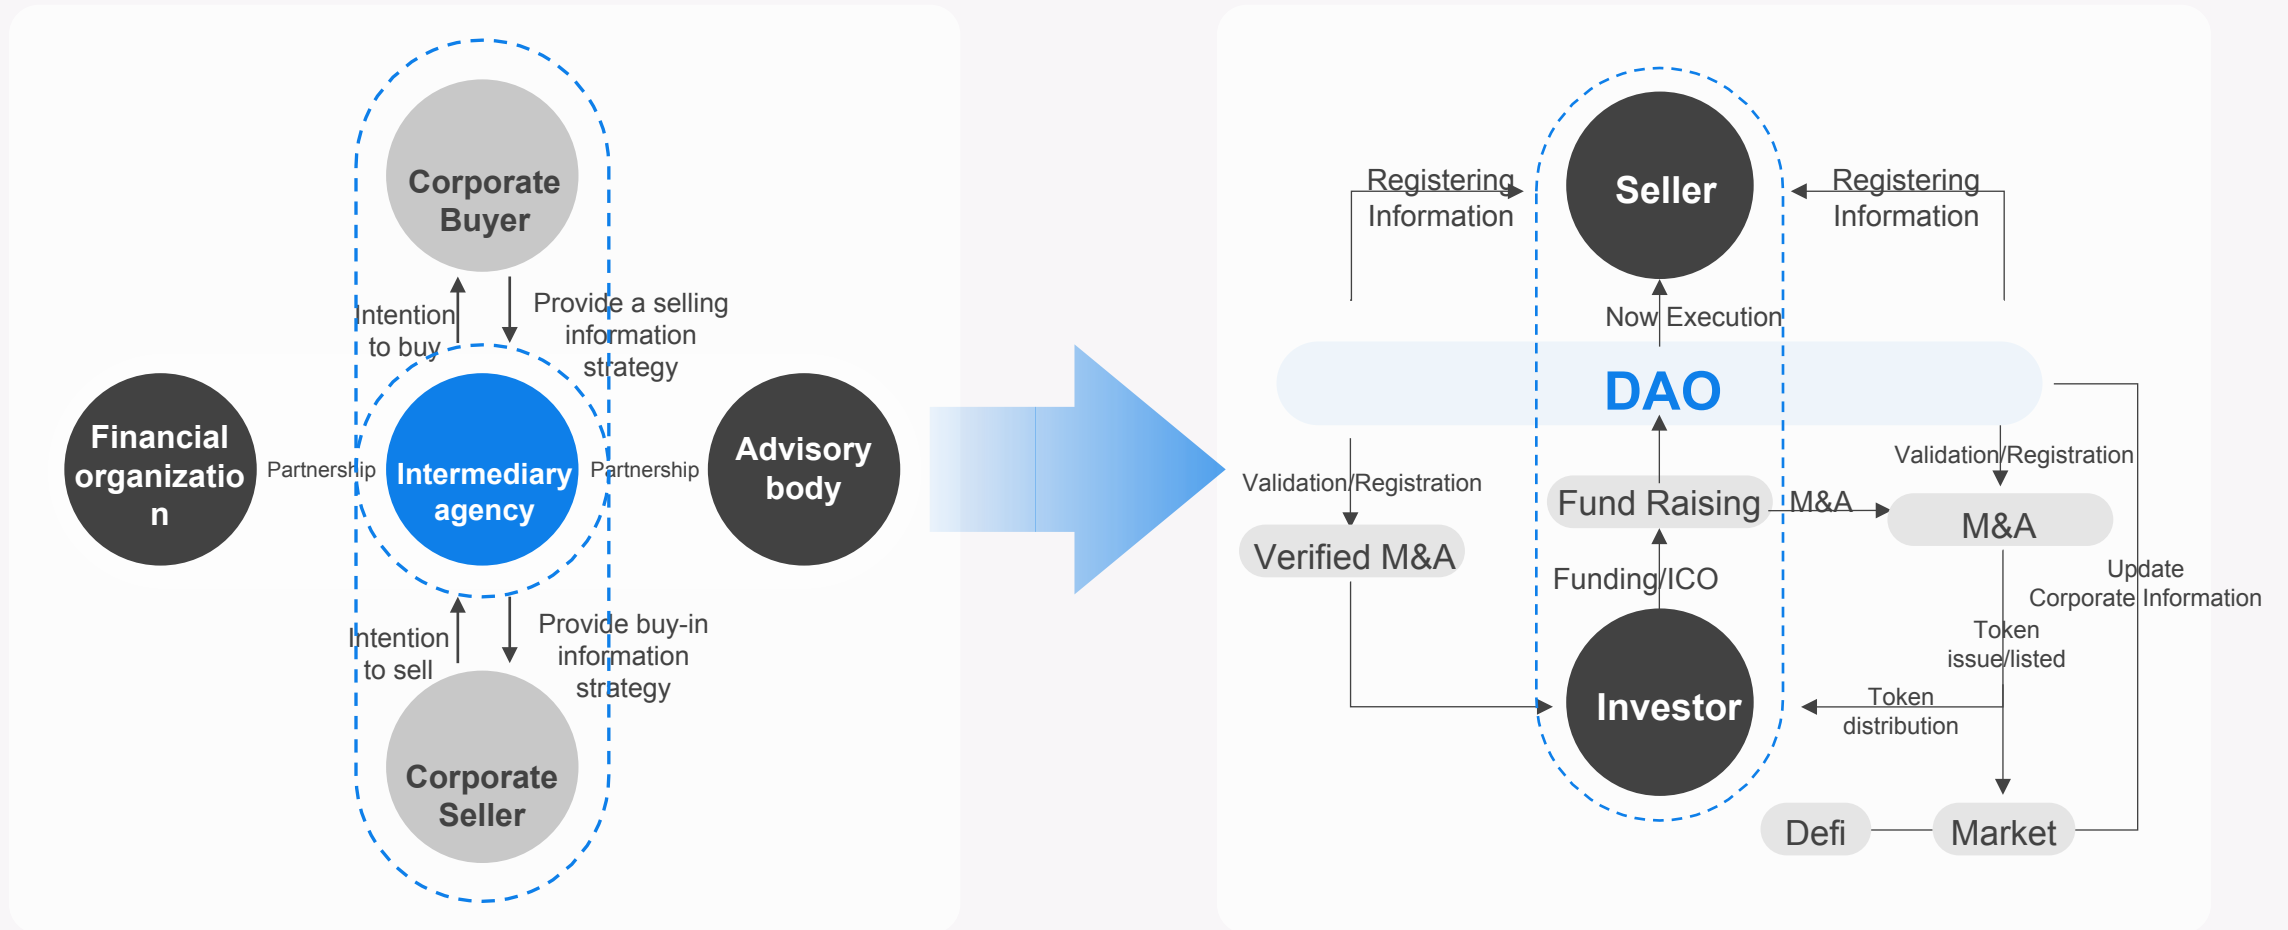 Corporate
Buyer
Intention
to buy
Provide a selling
information
strategy
Financial
organizatio
n
Partnership
Intermediary
agency
Partnership
Advisory
body
Intention
to sell
Provide buy-in
information
strategy
Corporate
Seller
Registering
Information
Seller
Registering
Information
Now Execution
DAO
Validation/Registration
Validation/Registration
Fund Raising
M&A
M&A
Verified M&A
Funding/ICO
Update
Corporate Information
Token
issue/listed
Investor
Token
distribution
Defi
Market